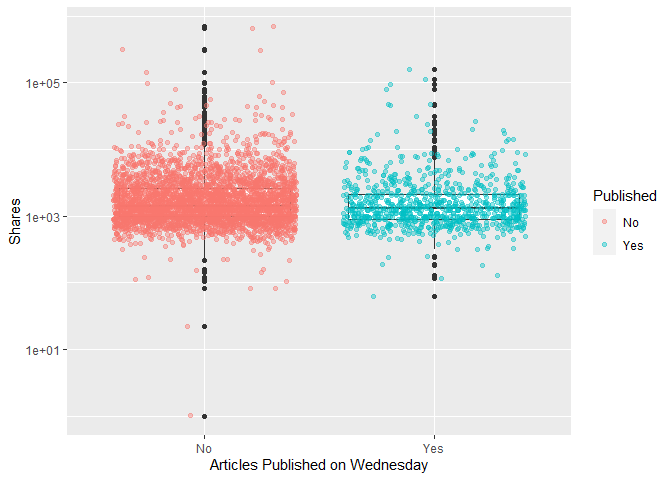 1e+05
1e+03
1e+01
Shares
No
Yes
Articles Published on Wednesday
Published
No
Yes